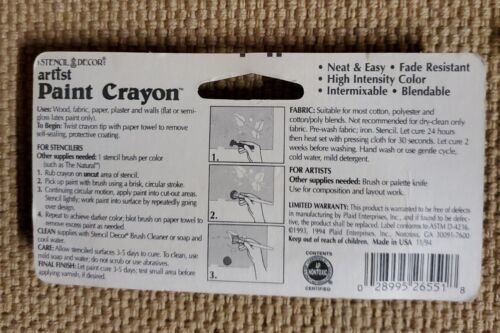 STENCIL DECOR®
artist
Paint Crayon™
Uses: Wood, fabric, paper, plaster and walls (flat or semi-
gloss latex paint only).
To Begin: Twist crayon tip with paper towel to remove
self-sealing, protective coating.
FOR STENCILERS
Other supplies needed: 1 stencil brush per color
(such as The Natural™)
1. Rub crayon on uncut area of stencil.
2. Pick up paint with brush using a brisk, circular stroke.
3. Continuing circular motion, apply paint into cut-out areas.
Stencil lightly; work paint into surface by repeatedly going
over design.
4. Repeat to achieve darker color; blot brush on paper towel to
remove excess paint as needed.
CLEAN supplies with Stencil Decor® Brush Cleaner or soap and
cool water.
CARE: Allow stenciled surfaces 3-5 days to cure. To clean, use
mild soap and water; do not scrub or use abrasives.
FINAL FINISH: Let paint cure 3-5 days; test small area before
applying varnish, if desired.
1.
2.
3.
• Neat & Easy • Fade Resistant
• High Intensity Color
• Intermixable • Blendable
FABRIC: Suitable for most cotton, polyester and
cotton/poly blends. Not recommended for dry-clean only
fabric. Pre-wash fabric; iron. Stencil. Let cure 24 hours
then heat set with pressing cloth for 30 seconds. Let cure 2
weeks before washing. Hand wash or use gentle cycle,
cold water, mild detergent.
FOR ARTISTS
Other supplies needed: Brush or palette knife
Use for composition and layout work.
LIMITED WARRANTY: This product is warranted to be free of defects
in manufacture. Should product be defective, return to Plaid
Enterprises, Inc., and if found defective,
product will be replaced. Label conforms to ASTM D-4236.
©1993, 1994 Plaid Enterprises, Inc., Norcross, GA 30091-7600
Keep out of reach of children. Made in USA 11/94
CONTENTS
AP
NONTOXIC
CERTIFIED
0 28995 26551 8